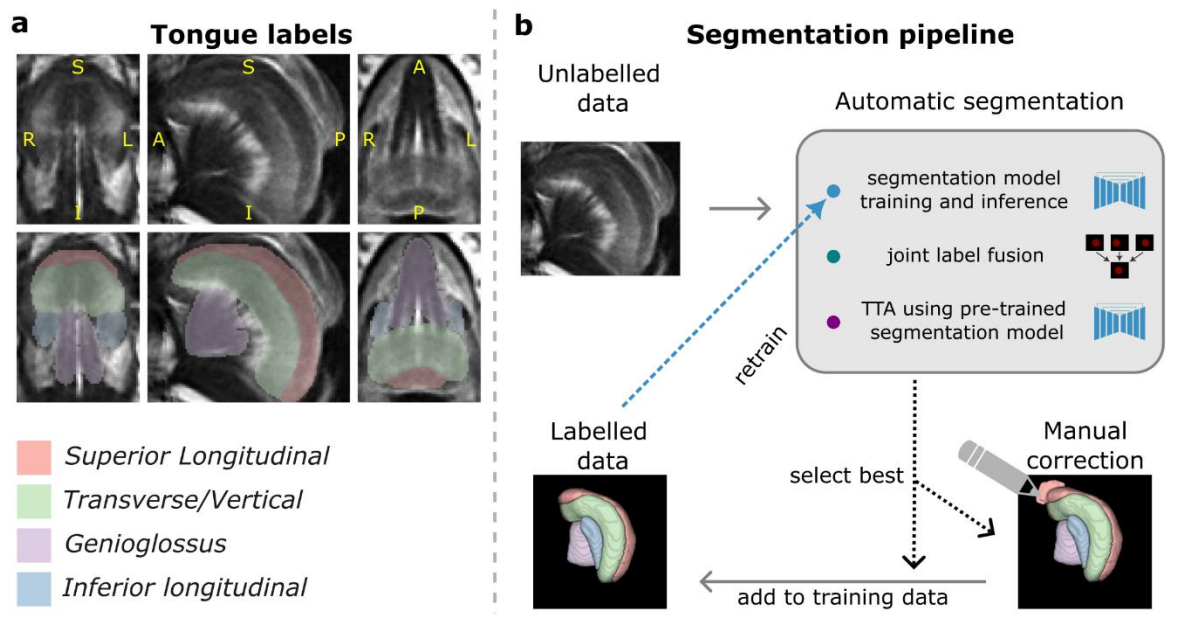 a
Tongue labels
S
R
L
I
S
A
P
I
A
R
L
P
Superior Longitudinal
Transverse/Vertical
Genioglossus
Inferior longitudinal
b
Segmentation pipeline
Unlabelled
data
Automatic segmentation
segmentation model
training and inference
joint label fusion
TTA using pre-trained
segmentation model
retrain
Labelled
data
select best
Manual
correction
add to training data